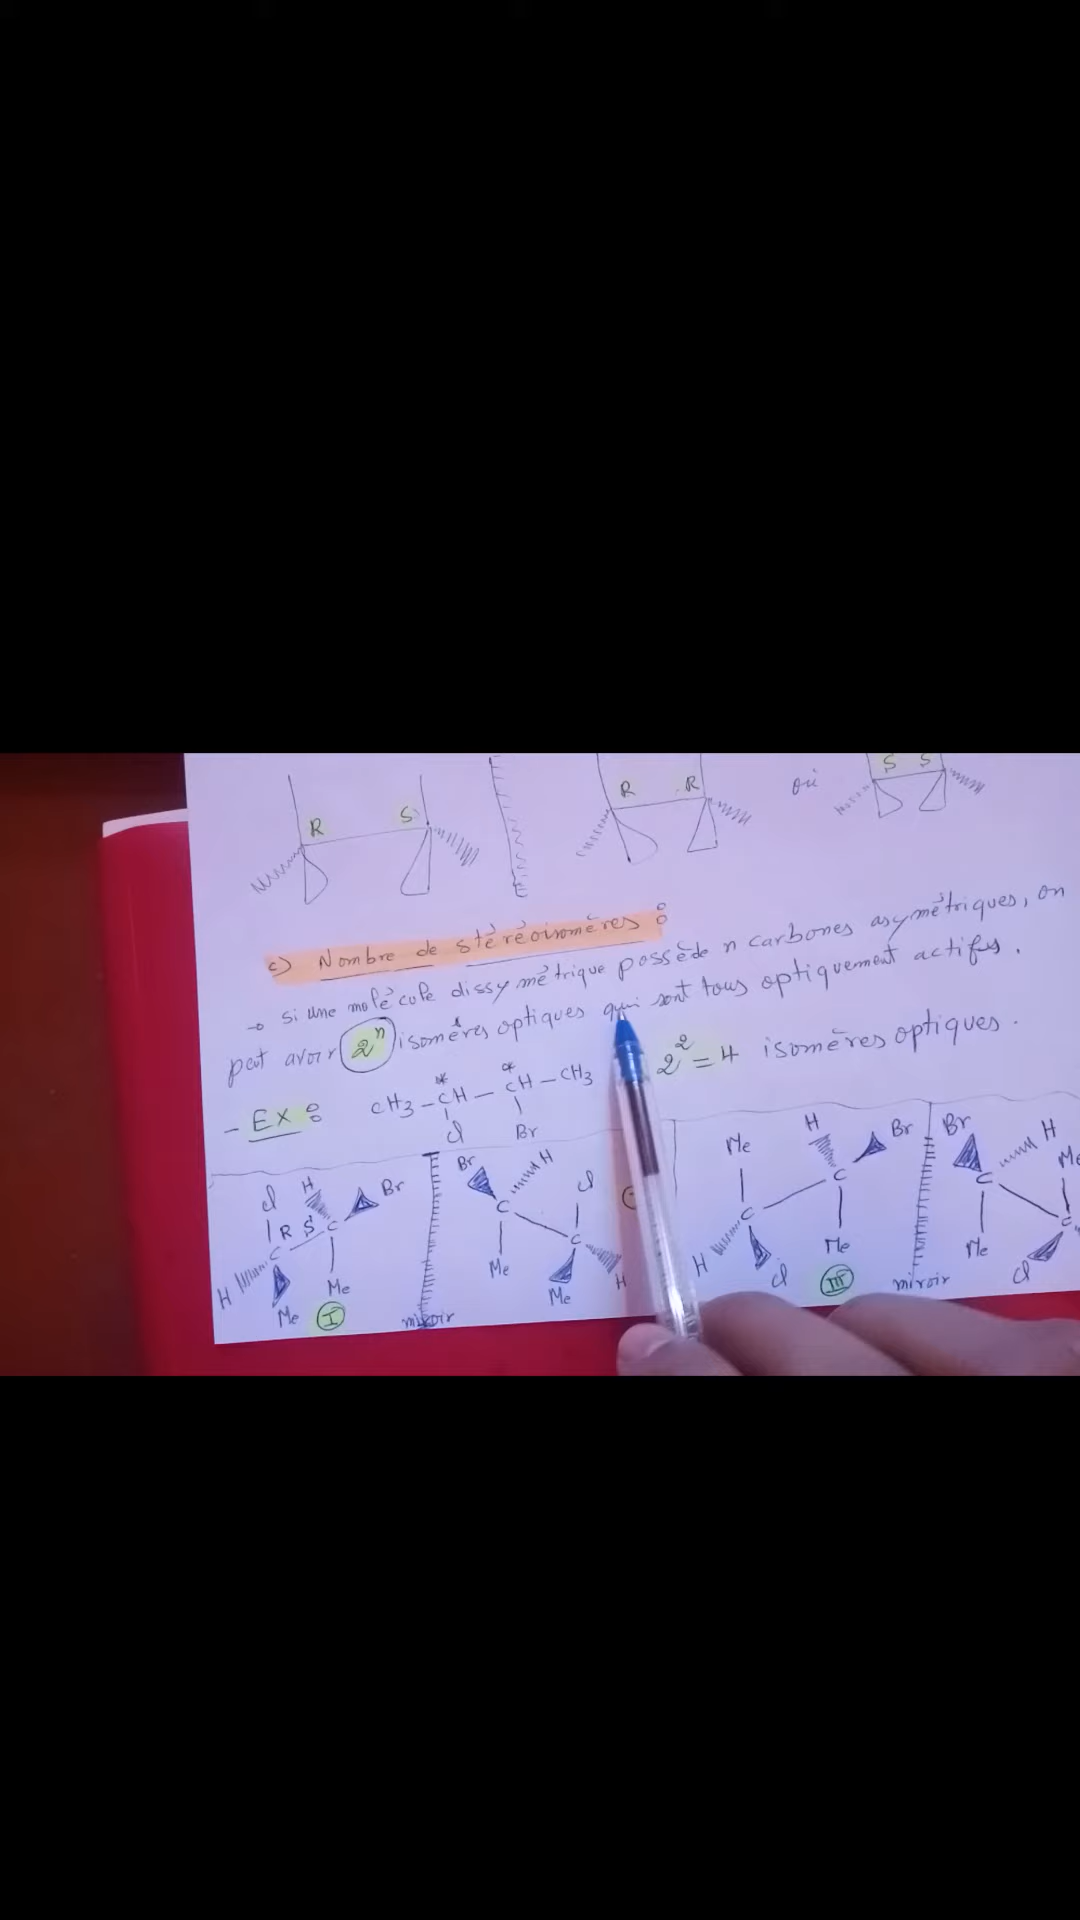 R S R R où S S
c) Nombre de stéréoisomères :
→ si une molécule dissymétrique possède n carbones asymétriques, on
peut avoir 2ⁿ isomères optiques qui sont tous optiquement actifs.
- EX : CH3 - *CH - *CH - CH3 2² = 4 isomères optiques.
Cl Br
Cl H Br Br H Cl Me H Br Br H Me
R S C C C C C C C
H Me Me Me Me H H Cl Me Me Cl
I miroir III miroir